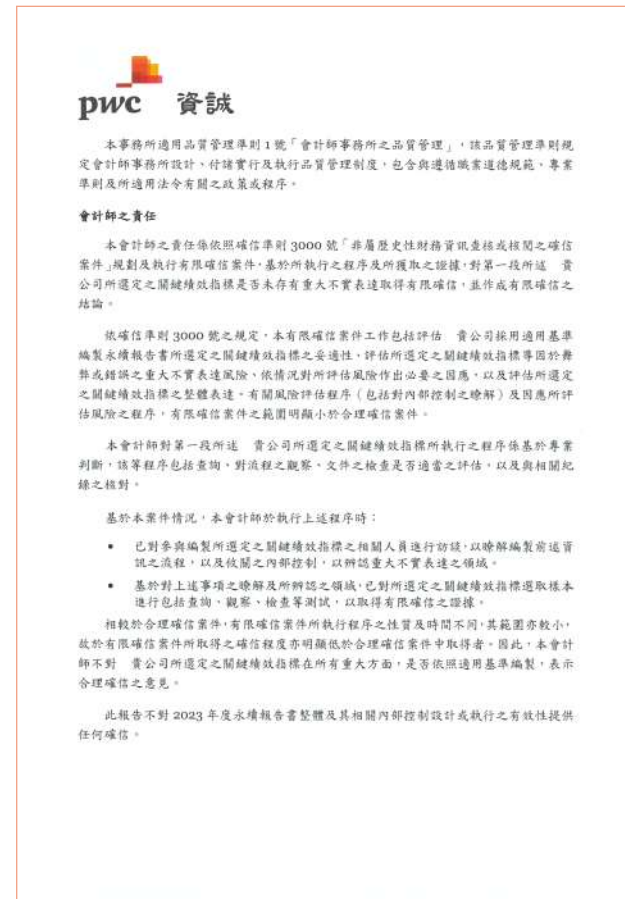 pwc 資誠
本事務所適用品質管理準則 1 號「會計師事務所之品質管理」，該品質管理準則規
定會計師事務所設計、付諸實行及執行品質管理制度，包含與遵循職業道德規範、專業
準則及所適用法令有關之政策或程序。
會計師之責任
本會計師之責任係依照確信準則 3000 號「非屬歷史性財務資訊查核或核閱之確信
案件」規劃及執行有限確信案件，基於所執行之程序及所獲取之證據，對第一段所述　貴
公司所選定之關鍵績效指標是否未存有重大不實表達取得有限確信，並作成有限確信之
結論。
依確信準則 3000 號之規定，本有限確信案件工作包括評估　貴公司採用適用基準
編製永續報告書所選定之關鍵績效指標之妥適性、評估所選定之關鍵績效指標導因於舞
弊或錯誤之重大不實表達風險、依情況對所評估風險作出必要之因應，以及評估所選定
之關鍵績效指標之整體表達。有關風險評估程序（包括對內部控制之瞭解）及因應所評
估風險之程序，有限確信案件之範圍明顯小於合理確信案件。
本會計師對第一段所述　貴公司所選定之關鍵績效指標所執行之程序係基於專業
判斷，該等程序包括查詢、對流程之觀察、文件之檢查是否適當之評估，以及與相關紀
錄之核對。
基於本案件情況，本會計師於執行上述程序時：
• 已對參與編製所選定之關鍵績效指標之相關人員進行訪談，以瞭解編製前述資
訊之流程，以及攸關之內部控制，以辨認重大不實表達之領域。
• 基於對上述事項之瞭解及所辨認之領域，已對所選定之關鍵績效指標選取樣本
進行包括查詢、觀察、檢查等測試，以取得有限確信之證據。
相較於合理確信案件，有限確信案件所執行程序之性質及時間不同，其範圍亦較小，
故於有限確信案件所取得之確信程度亦明顯低於合理確信案件中取得者。因此，本會計
師不對　貴公司所選定之關鍵績效指標在所有重大方面，是否依照適用基準編製，表示
合理確信之意見。
此報告不對 2023 年度永續報告書整體及其相關內部控制設計或執行之有效性提供
任何確信。